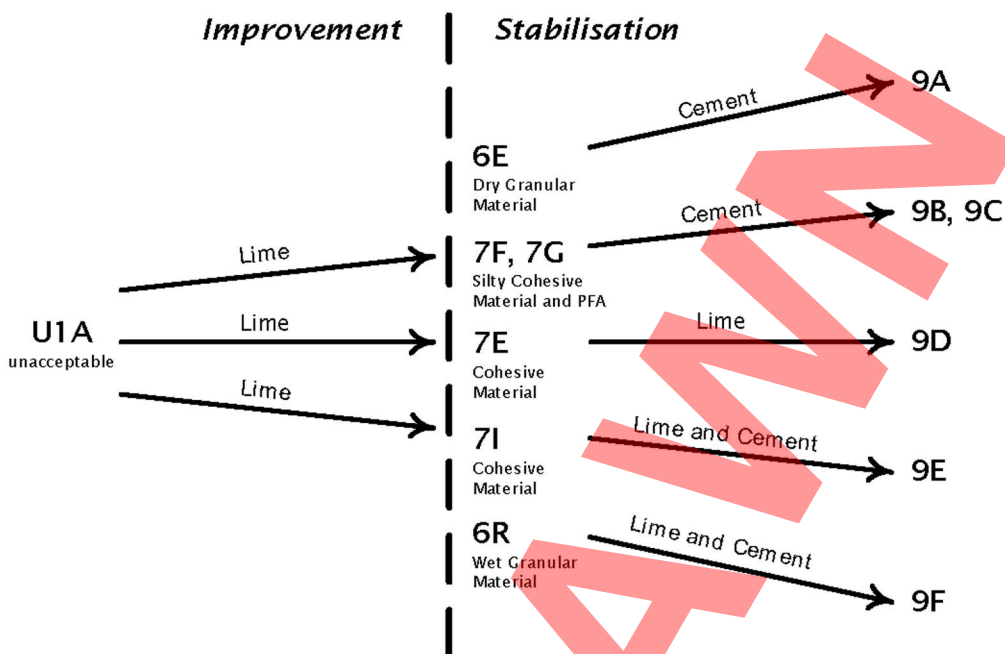 Improvement
Stabilisation
Cement
9A
6E
Dry Granular
Material
Cement
9B, 9C
Lime
7F, 7G
Silty Cohesive
Material and PFA
U1A
unacceptable
Lime
7E
Cohesive
Material
Lime
9D
Lime
7I
Cohesive
Material
Lime and Cement
9E
6R
Wet Granular
Material
Lime and Cement
9F